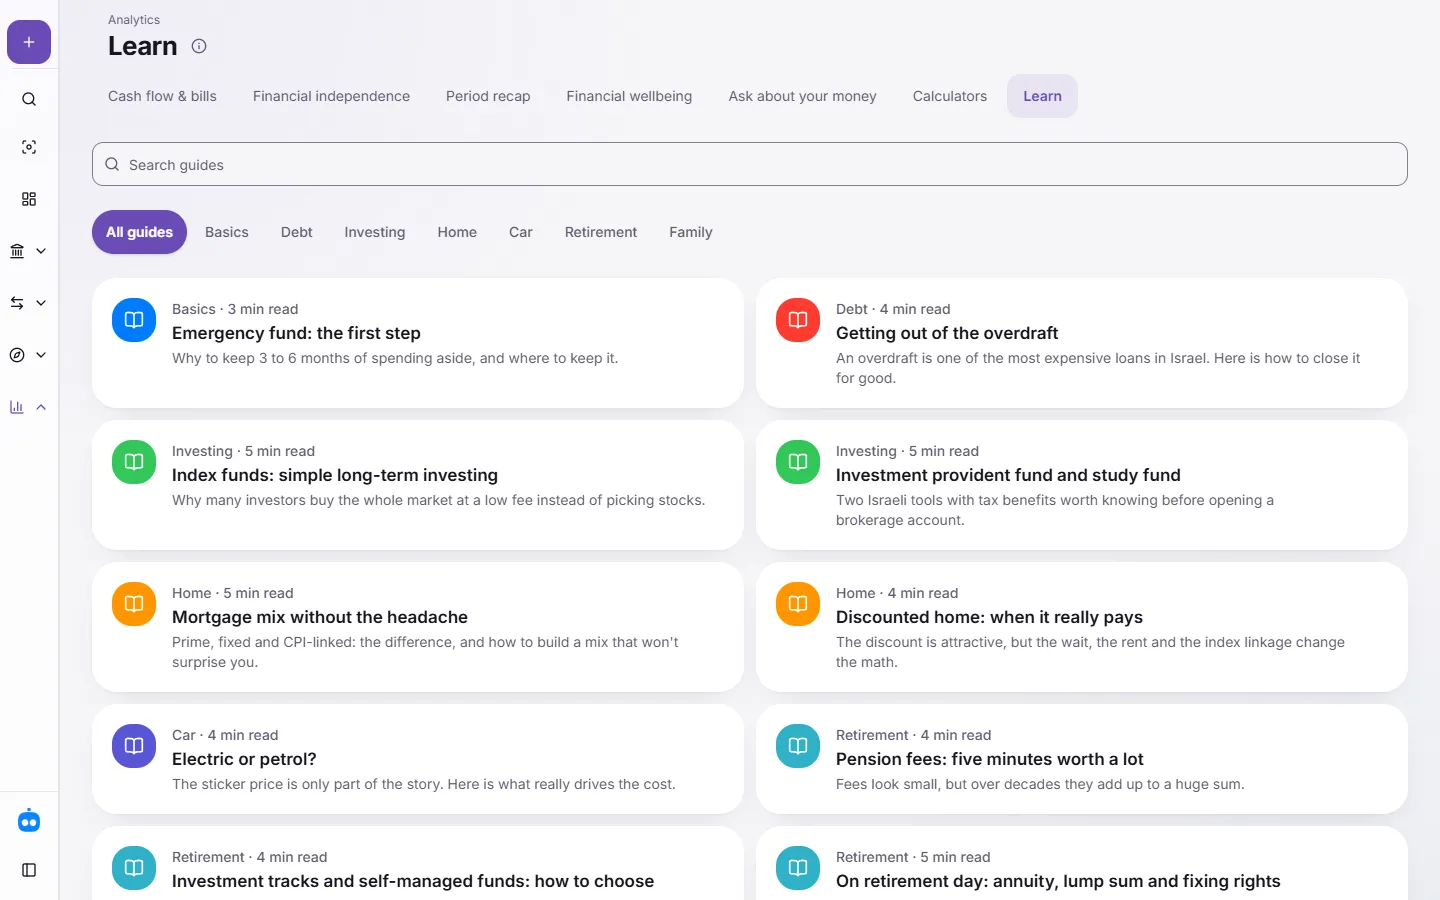 Analytics
Learn
Cash flow & bills
Financial independence
Period recap
Financial wellbeing
Ask about your money
Calculators
Learn
Search guides
All guides
Basics
Debt
Investing
Home
Car
Retirement
Family
Basics · 3 min read
Emergency fund: the first step
Why to keep 3 to 6 months of spending aside, and where to keep it.
Debt · 4 min read
Getting out of the overdraft
An overdraft is one of the most expensive loans in Israel. Here is how to close it
for good.
Investing · 5 min read
Index funds: simple long-term investing
Why many investors buy the whole market at a low fee instead of picking stocks.
Investing · 5 min read
Investment provident fund and study fund
Two Israeli tools with tax benefits worth knowing before opening a
brokerage account.
Home · 5 min read
Mortgage mix without the headache
Prime, fixed and CPI-linked: the difference, and how to build a mix that won't
surprise you.
Home · 4 min read
Discounted home: when it really pays
The discount is attractive, but the wait, the rent and the index linkage change
the math.
Car · 4 min read
Electric or petrol?
The sticker price is only part of the story. Here is what really drives the cost.
Retirement · 4 min read
Pension fees: five minutes worth a lot
Fees look small, but over decades they add up to a huge sum.
Retirement · 4 min read
Investment tracks and self-managed funds: how to choose
Retirement · 5 min read
On retirement day: annuity, lump sum and fixing rights